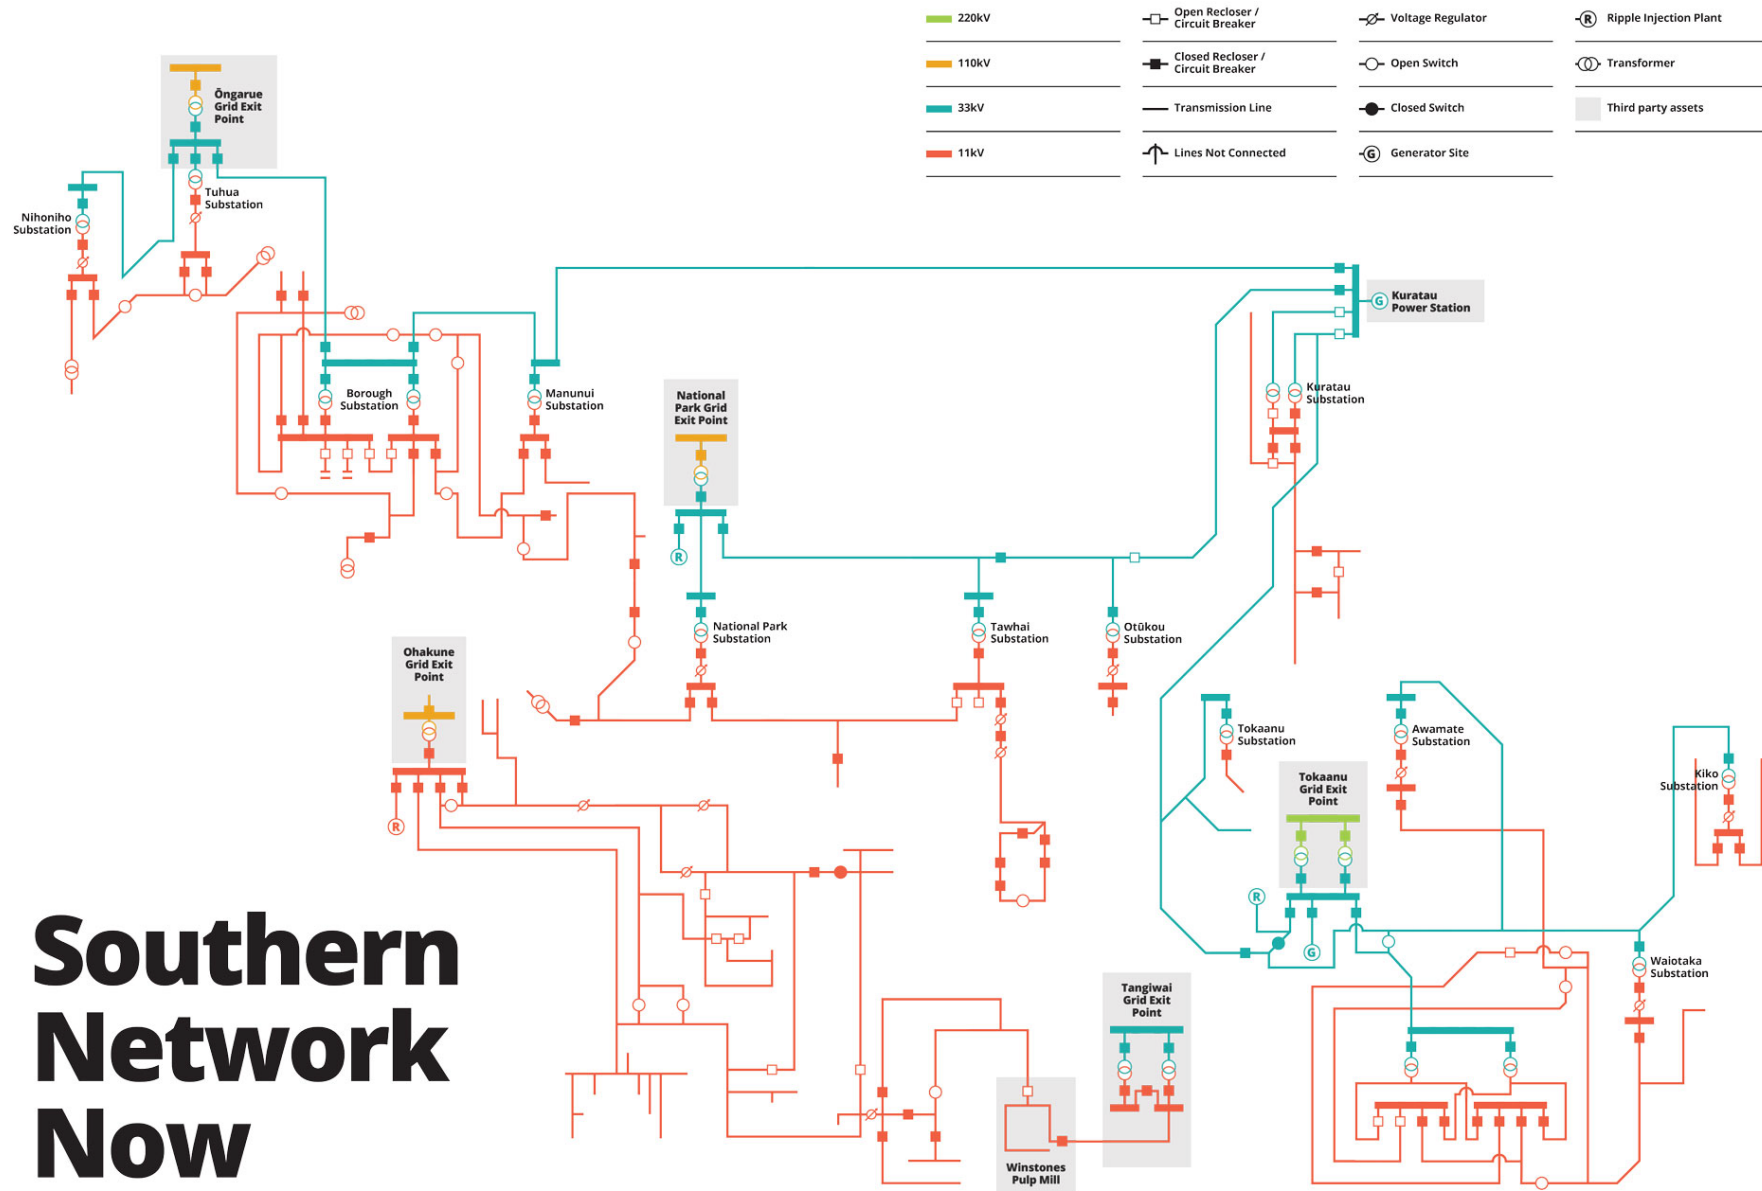 220kV
110kV
33kV
11kV
Open Recloser /
Circuit Breaker
Closed Recloser /
Circuit Breaker
Transmission Line
Lines Not Connected
Voltage Regulator
Open Switch
Closed Switch
G
Generator Site
R
Ripple Injection Plant
Transformer
Third party assets
Ōngarue
Grid Exit
Point
Tuhua
Substation
Nihoniho
Substation
Borough
Substation
Manunui
Substation
G
Kuratau
Power Station
Kuratau
Substation
National
Park Grid
Exit Point
R
National Park
Substation
Tawhai
Substation
Otūkou
Substation
Ohakune
Grid Exit
Point
R
Tokaanu
Substation
Awamate
Substation
Kiko
Substation
Tokaanu
Grid Exit
Point
R
G
Waiotaka
Substation
Tangiwai
Grid Exit
Point
Winstones
Pulp Mill
Southern
Network
Now